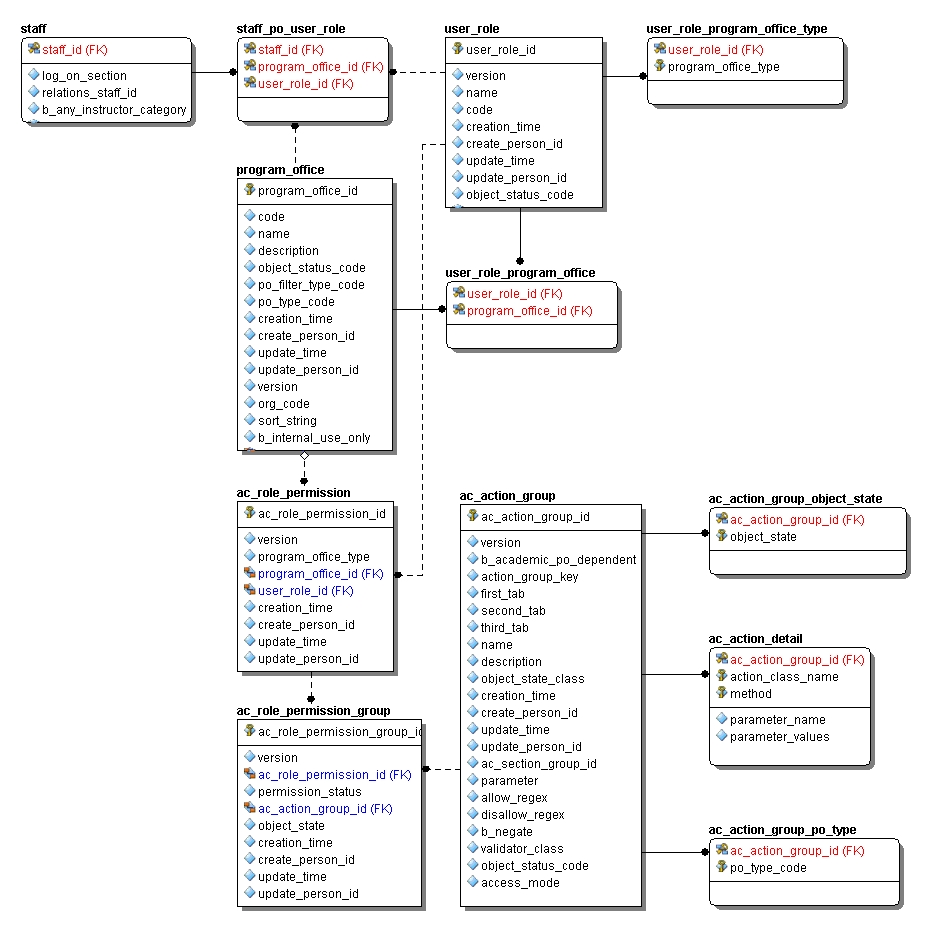 staff
staff_id (FK)
log_on_section
relations_staff_id
b_any_instructor_category
staff_po_user_role
staff_id (FK)
program_office_id (FK)
user_role_id (FK)
user_role
user_role_id
version
name
code
creation_time
create_person_id
update_time
update_person_id
object_status_code
user_role_program_office_type
user_role_id (FK)
program_office_type
program_office
program_office_id
code
name
description
object_status_code
po_filter_type_code
po_type_code
creation_time
create_person_id
update_time
update_person_id
version
org_code
sort_string
b_internal_use_only
user_role_program_office
user_role_id (FK)
program_office_id (FK)
ac_role_permission
ac_role_permission_id
version
program_office_type
program_office_id (FK)
user_role_id (FK)
creation_time
create_person_id
update_time
update_person_id
ac_role_permission_group
ac_role_permission_group_id
version
ac_role_permission_id (FK)
permission_status
ac_action_group_id (FK)
object_state
creation_time
create_person_id
update_time
update_person_id
ac_action_group
ac_action_group_id
version
b_academic_po_dependent
action_group_key
first_tab
second_tab
third_tab
name
description
object_state_class
creation_time
create_person_id
update_time
update_person_id
ac_section_group_id
parameter
allow_regex
disallow_regex
b_negate
validator_class
object_status_code
access_mode
ac_action_group_object_state
ac_action_group_id (FK)
object_state
ac_action_detail
ac_action_group_id (FK)
action_class_name
method
parameter_name
parameter_values
ac_action_group_po_type
ac_action_group_id (FK)
po_type_code